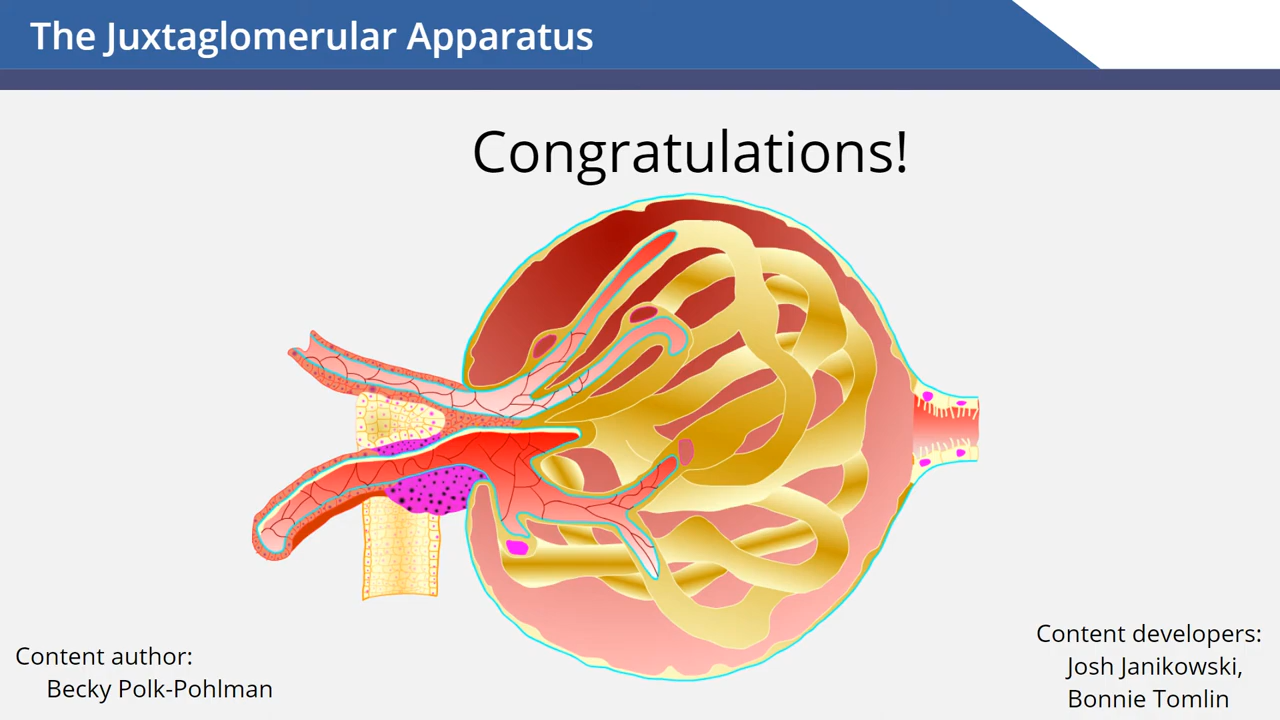 The Juxtaglomerular Apparatus
Congratulations!
Content author:
Becky Polk-Pohlman
Content developers:
Josh Janikowski,
Bonnie Tomlin